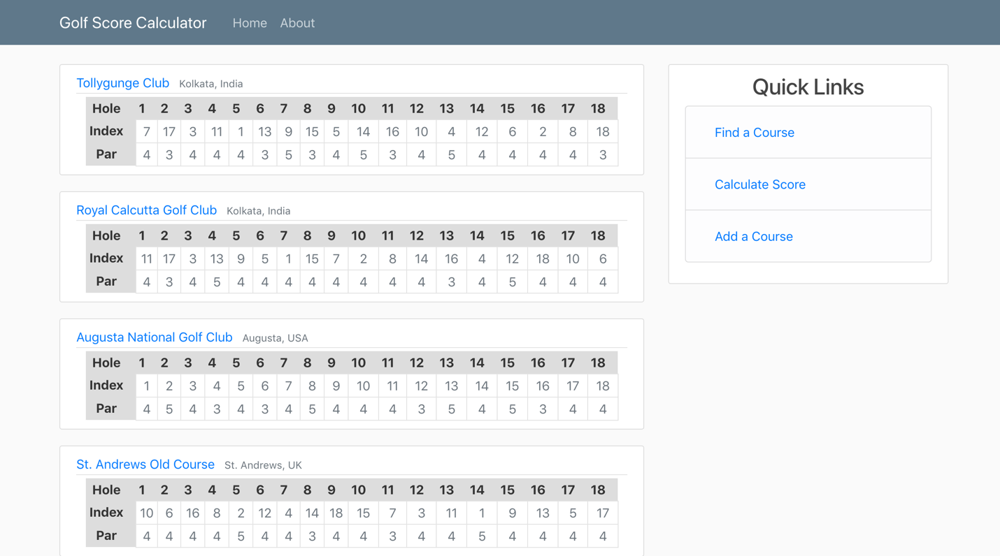 Golf Score Calculator Home About
Tollygunge Club Kolkata, India
Hole 1 2 3 4 5 6 7 8 9 10 11 12 13 14 15 16 17 18
Index 7 17 3 11 1 13 9 15 5 14 16 10 4 12 6 2 8 18
Par 4 3 4 4 4 3 5 3 4 5 3 4 5 4 4 4 4 3
Royal Calcutta Golf Club Kolkata, India
Hole 1 2 3 4 5 6 7 8 9 10 11 12 13 14 15 16 17 18
Index 11 17 3 13 9 5 1 15 7 2 8 14 16 4 12 18 10 6
Par 4 3 4 5 4 4 4 4 4 4 4 4 3 4 5 4 4 4
Augusta National Golf Club Augusta, USA
Hole 1 2 3 4 5 6 7 8 9 10 11 12 13 14 15 16 17 18
Index 1 2 3 4 5 6 7 8 9 10 11 12 13 14 15 16 17 18
Par 4 5 4 3 4 3 4 5 4 4 4 3 5 4 5 3 4 4
St. Andrews Old Course St. Andrews, UK
Hole 1 2 3 4 5 6 7 8 9 10 11 12 13 14 15 16 17 18
Index 10 6 16 8 2 12 4 14 18 15 7 3 11 1 9 13 5 17
Par 4 4 4 4 5 4 4 3 4 4 3 4 4 5 4 4 4 4
Quick Links
Find a Course
Calculate Score
Add a Course